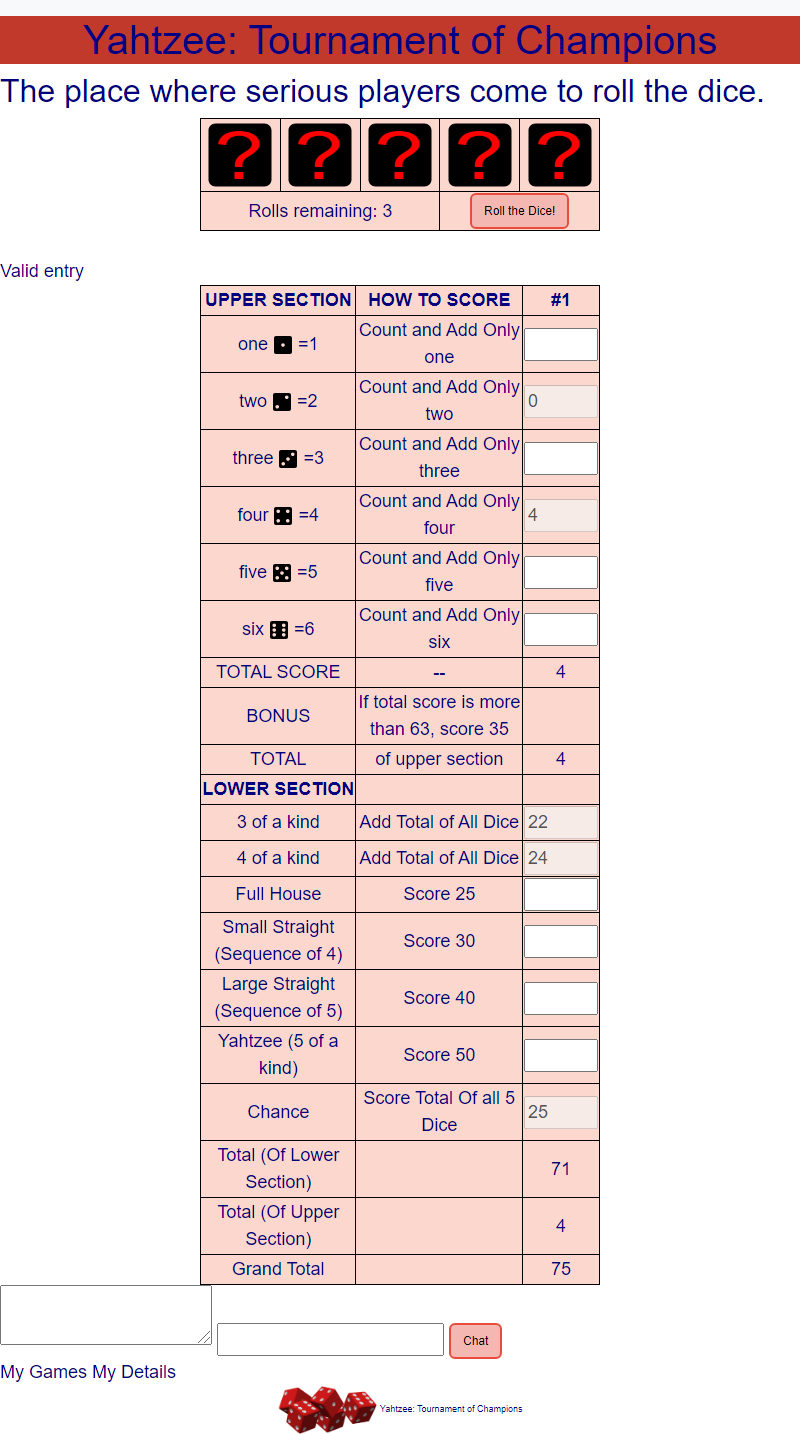 Yahtzee: Tournament of Champions
The place where serious players come to roll the dice.
? ? ? ? ?
Rolls remaining: 3 Roll the Dice!
Valid entry
UPPER SECTION HOW TO SCORE #1
one =1 Count and Add Only
one
two =2 Count and Add Only
two 0
three =3 Count and Add Only
three
four =4 Count and Add Only
four 4
five =5 Count and Add Only
five
six =6 Count and Add Only
six
TOTAL SCORE -- 4
BONUS If total score is more
than 63, score 35
TOTAL of upper section 4
LOWER SECTION
3 of a kind Add Total of All Dice 22
4 of a kind Add Total of All Dice 24
Full House Score 25
Small Straight
(Sequence of 4) Score 30
Large Straight
(Sequence of 5) Score 40
Yahtzee (5 of a
kind) Score 50
Chance Score Total Of all 5
Dice 25
Total (Of Lower
Section) 71
Total (Of Upper
Section) 4
Grand Total 75
Chat
My Games My Details
Yahtzee: Tournament of Champions